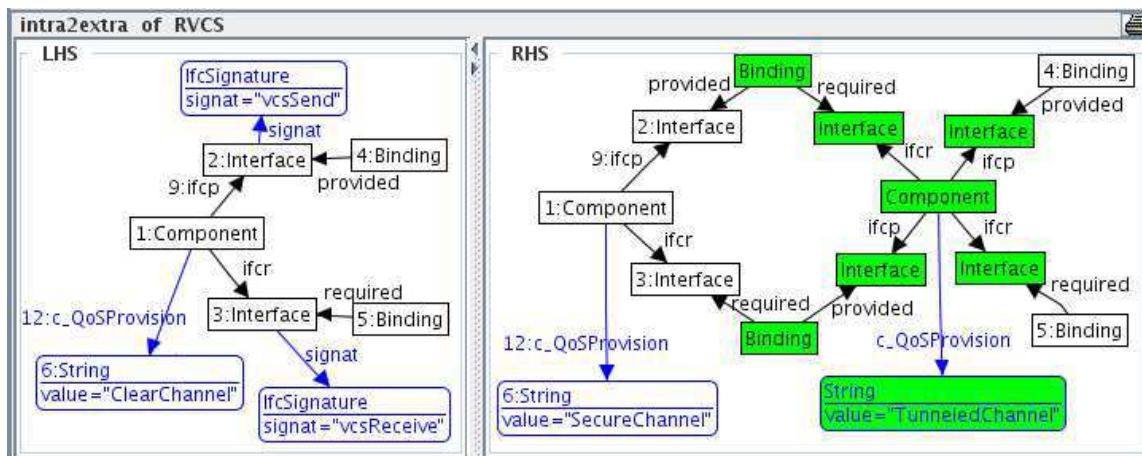 intra2extra of RVCS
LHS
IfcSignature
signat="vcsSend"
signat
2:Interface
4:Binding
9:ifcp
provided
1:Component
ifcr
required
3:Interface
5:Binding
12:c_QoSProvision
signat
6:String
value="ClearChannel"
IfcSignature
signat="vcsReceive"
RHS
Binding
4:Binding
provided
required
provided
2:Interface
Interface
Interface
9:ifcp
ifcr
ifcp
Component
1:Component
ifcr
ifcp
ifcr
3:Interface
Interface
Interface
required
provided
Binding
5:Binding
12:c_QoSProvision
c_QoSProvision
6:String
value="SecureChannel"
String
value="TunneledChannel"